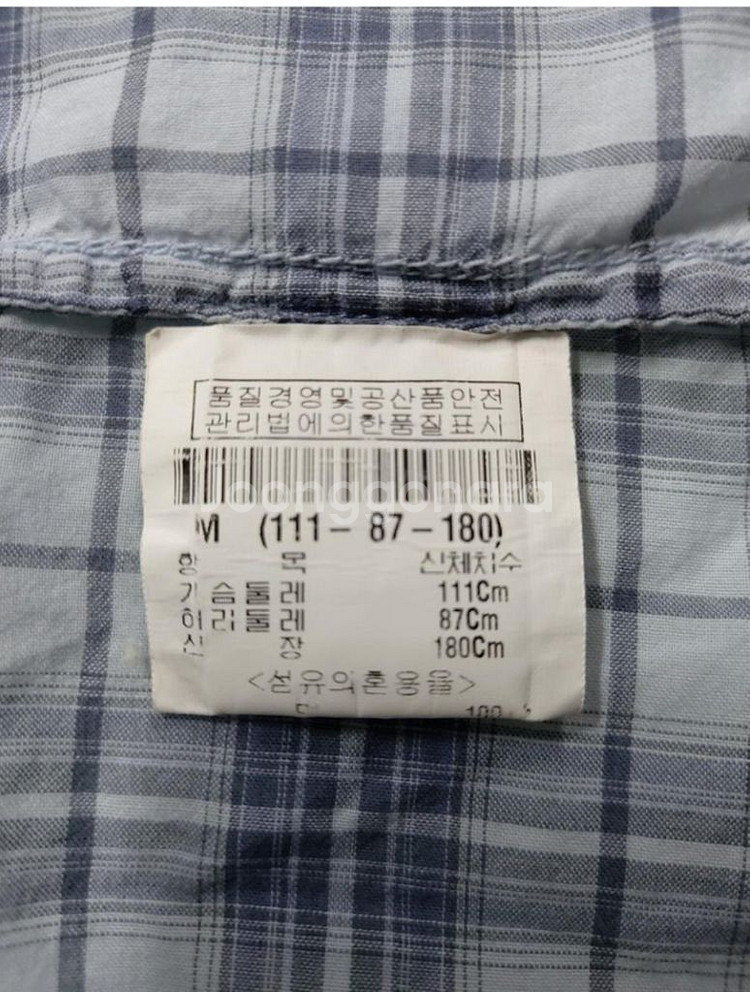 품질경영및공산품안전
관리법에의한품질표시
M (111-87-180)
항 목 신체치수
가슴둘레 111Cm
허리둘레 87Cm
신 장 180Cm
<섬유의혼용율>